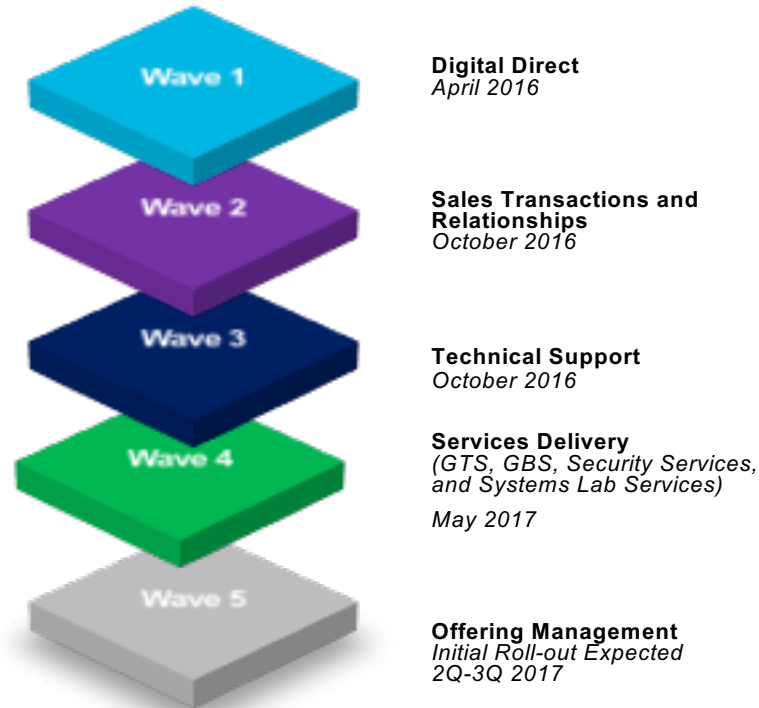 Wave 1
Digital Direct
April 2016
Wave 2
Sales Transactions and
Relationships
October 2016
Wave 3
Technical Support
October 2016
Wave 4
Services Delivery
(GTS, GBS, Security Services,
and Systems Lab Services)
May 2017
Wave 5
Offering Management
Initial Roll-out Expected
2Q-3Q 2017